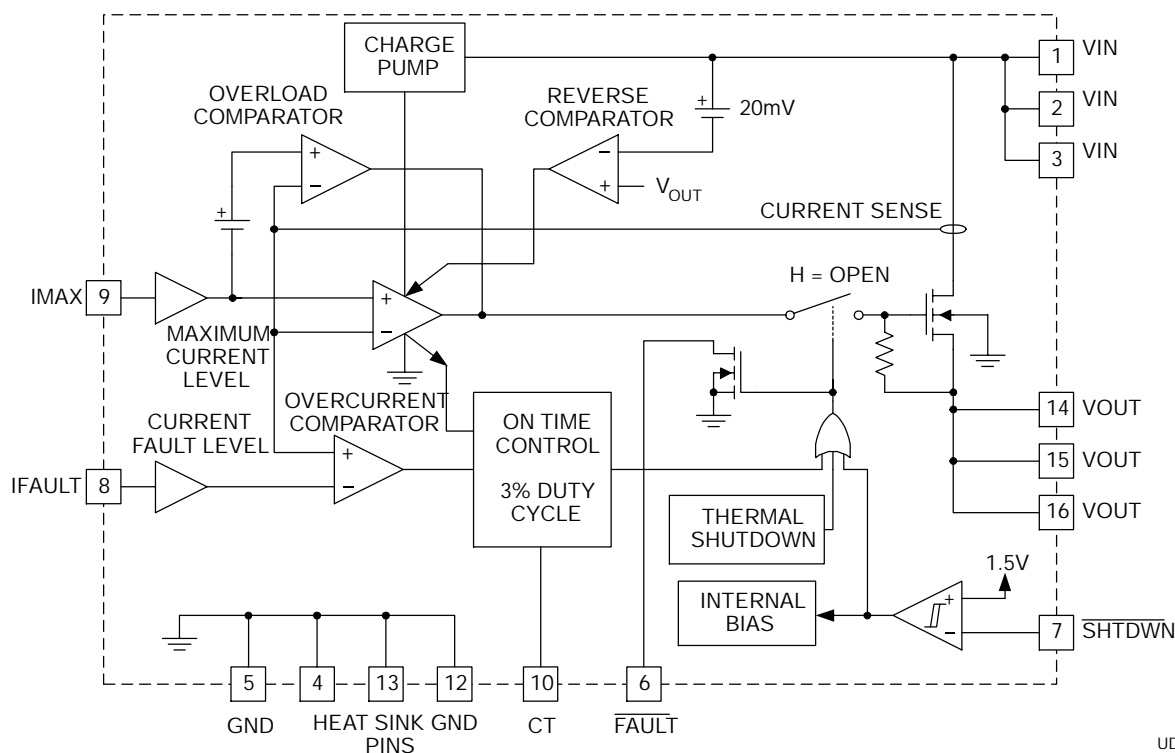 CHARGE
PUMP
1
VIN
OVERLOAD
COMPARATOR
REVERSE
COMPARATOR
+
20mV
2
VIN
+
−
−
+
VOUT
3
VIN
+
CURRENT SENSE
H = OPEN
IMAX
9
+
−
MAXIMUM
CURRENT
LEVEL
OVERCURRENT
COMPARATOR
ON TIME
CONTROL
3% DUTY
CYCLE
14
VOUT
CURRENT
FAULT LEVEL
+
−
15
VOUT
IFAULT
8
16
VOUT
THERMAL
SHUTDOWN
1.5V
INTERNAL
BIAS
+
−
7
SHTDWN
5
4
13
12
10
6
GND
HEAT SINK
PINS
GND
CT
FAULT
UD